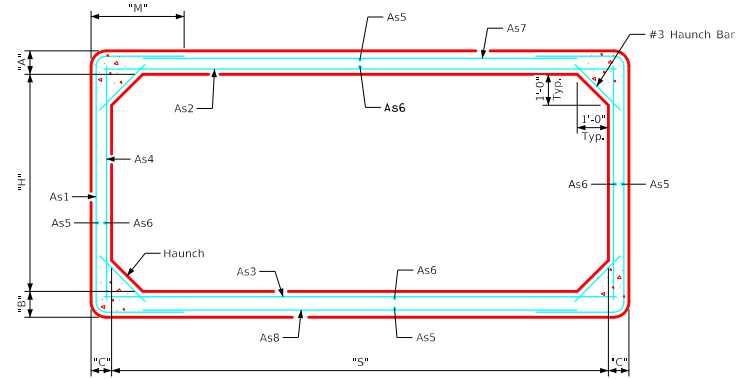 "M"
As5
As7
#3 Haunch Bar
"A"
As2
As6
1'-0"
Typ.
1'-0"
Typ.
As4
"H"
As1
As6
As5
As5
As6
Haunch
As3
As6
"B"
As8
As5
"C"
"S"
"C"